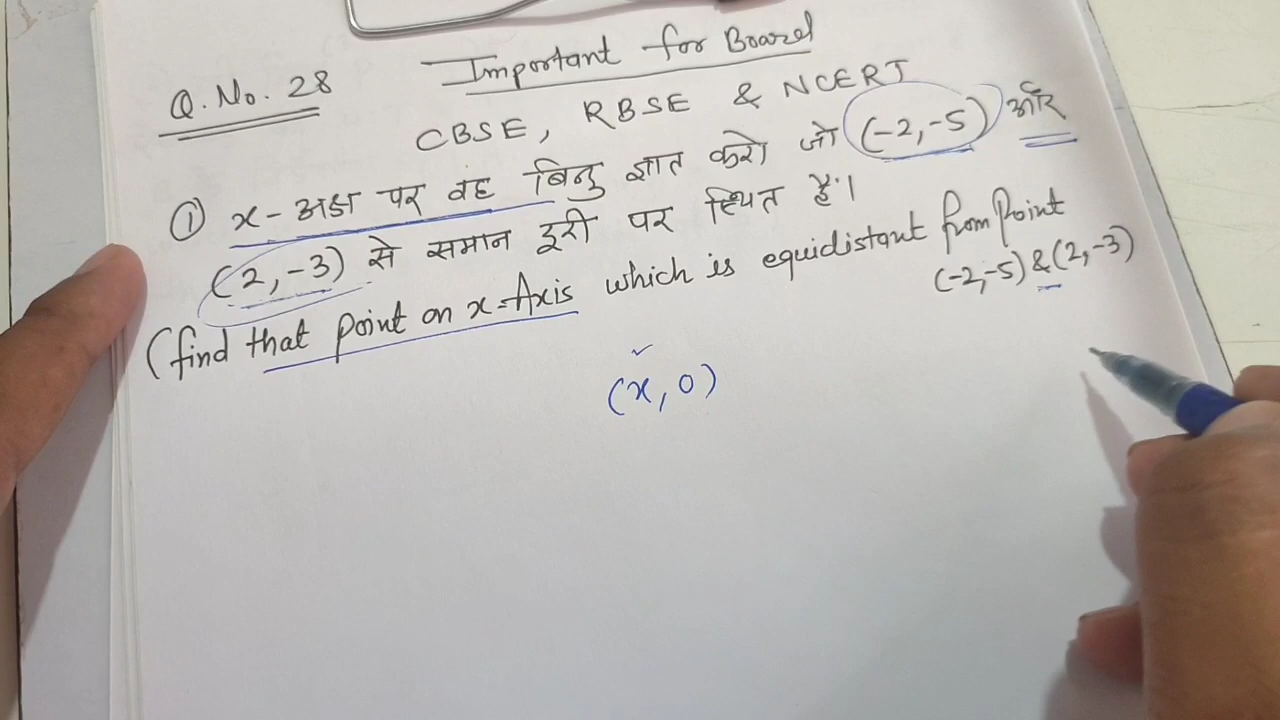 Q. No. 28
Important for Board
CBSE, RBSE & NCERT
① x-अक्ष पर वह बिन्दु ज्ञात करो जो (-2,-5) और
(2,-3) से समान दूरी पर स्थित हैं।
(find that point on x-Axis which is equidistant from Point
(-2,-5) & (2,-3)
(x, 0)